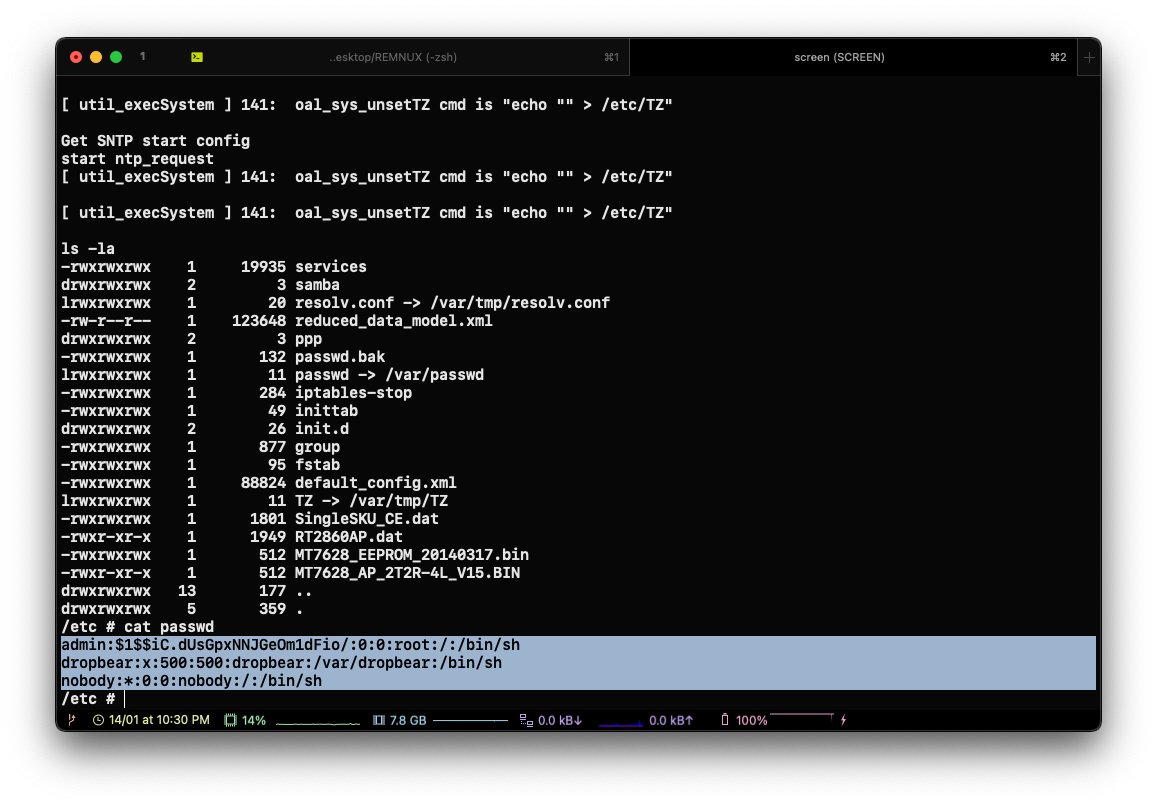 1 ..esktop/REMNUX (-zsh) ⌘1 screen (SCREEN) ⌘2 +
[ util_execSystem ] 141:  oal_sys_unsetTZ cmd is "echo "" > /etc/TZ"
Get SNTP start config
start ntp_request
[ util_execSystem ] 141:  oal_sys_unsetTZ cmd is "echo "" > /etc/TZ"
[ util_execSystem ] 141:  oal_sys_unsetTZ cmd is "echo "" > /etc/TZ"
ls -la
-rwxrwxrwx    1     19935 services
drwxrwxrwx    2         3 samba
lrwxrwxrwx    1        20 resolv.conf -> /var/tmp/resolv.conf
-rw-r--r--    1    123648 reduced_data_model.xml
drwxrwxrwx    2         3 ppp
-rwxrwxrwx    1       132 passwd.bak
lrwxrwxrwx    1        11 passwd -> /var/passwd
-rwxrwxrwx    1       284 iptables-stop
-rwxrwxrwx    1        49 inittab
drwxrwxrwx    2        26 init.d
-rwxrwxrwx    1       877 group
-rwxrwxrwx    1        95 fstab
-rwxrwxrwx    1     88824 default_config.xml
lrwxrwxrwx    1        11 TZ -> /var/tmp/TZ
-rwxrwxrwx    1      1801 SingleSKU_CE.dat
-rwxr-xr-x    1      1949 RT2860AP.dat
-rwxrwxrwx    1       512 MT7628_EEPROM_20140317.bin
-rwxr-xr-x    1       512 MT7628_AP_2T2R-4L_V15.BIN
drwxrwxrwx   13       177 ..
drwxrwxrwx    5       359 .
/etc # cat passwd
admin:$1$$iC.dUsGpxNNJGeOm1dFio/:0:0:root:/:/bin/sh
dropbear:x:500:500:dropbear:/var/dropbear:/bin/sh
nobody:*:0:0:nobody:/:/bin/sh
/etc #
14/01 at 10:30 PM 14% 7.8 GB 0.0 kB↓ 0.0 kB↑ 100%